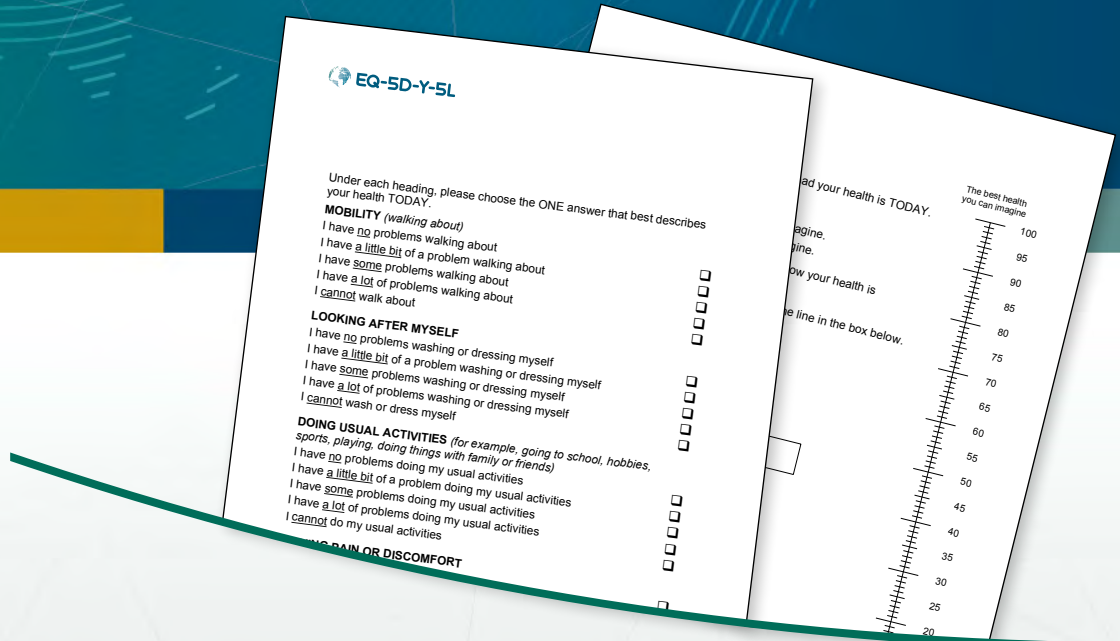 EQ-5D-Y-5L
Under each heading, please choose the ONE answer that best describes
your health TODAY.
MOBILITY (walking about)
I have no problems walking about
I have a little bit of a problem walking about
I have some problems walking about
I have a lot of problems walking about
I cannot walk about
LOOKING AFTER MYSELF
I have no problems washing or dressing myself
I have a little bit of a problem washing or dressing myself
I have some problems washing or dressing myself
I have a lot of problems washing or dressing myself
I cannot wash or dress myself
DOING USUAL ACTIVITIES (for example, going to school, hobbies,
sports, playing, doing things with family or friends)
I have no problems doing my usual activities
I have a little bit of a problem doing my usual activities
I have some problems doing my usual activities
I have a lot of problems doing my usual activities
I cannot do my usual activities
PAIN OR DISCOMFORT
your health is TODAY.
your health is
line in the box below.
The best health
you can imagine
100
95
90
85
80
75
70
65
60
55
50
45
40
35
30
25
20